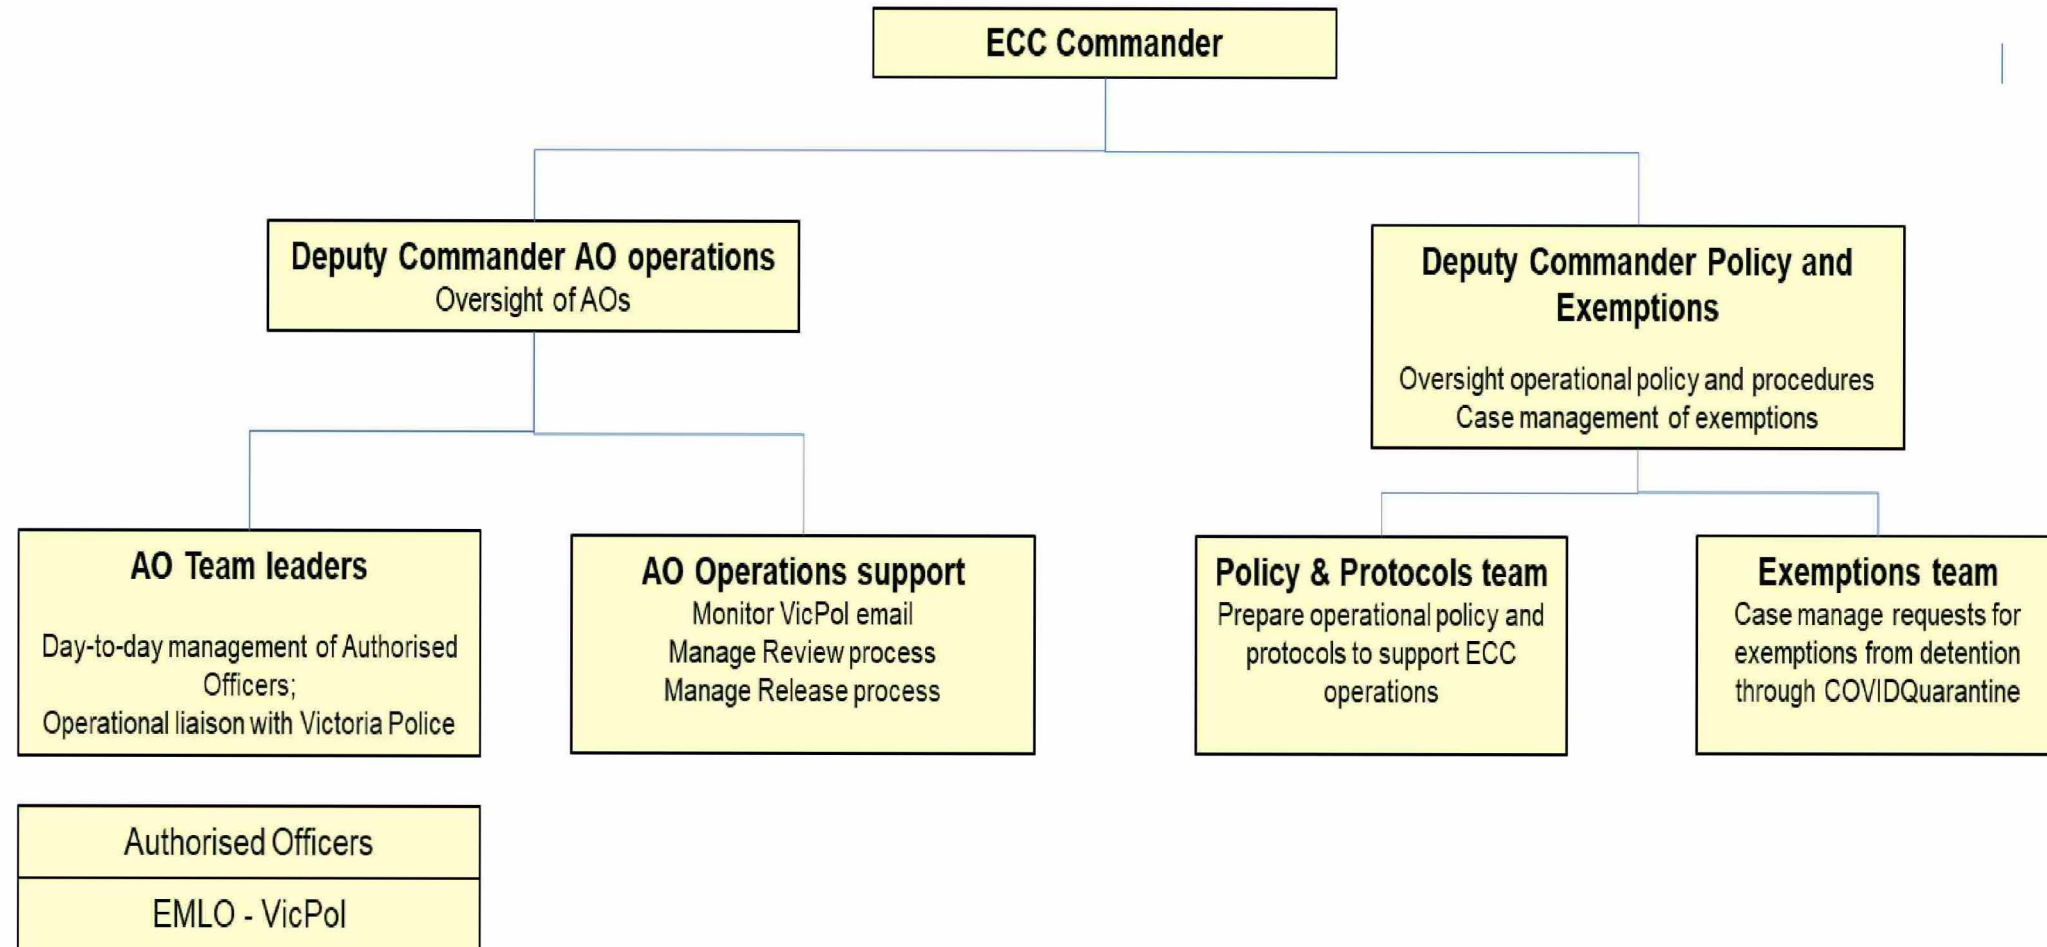 ECC Commander
Deputy Commander AO operations
Oversight of AOs
Deputy Commander Policy and
Exemptions
Oversight operational policy and procedures
Case management of exemptions
AO Team leaders
Day-to-day management of Authorised
Officers;
Operational liaison with Victoria Police
AO Operations support
Monitor VicPol email
Manage Review process
Manage Release process
Policy & Protocols team
Prepare operational policy and
protocols to support ECC
operations
Exemptions team
Case manage requests for
exemptions from detention
through COVIDQuarantine
Authorised Officers
EMLO - VicPol